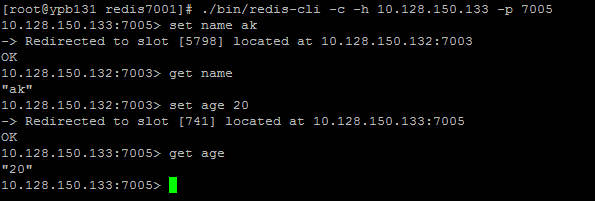 [root@ypb131 redis7001]# ./bin/redis-cli -c -h 10.128.150.133 -p 7005
10.128.150.133:7005> set name ak
-> Redirected to slot [5798] located at 10.128.150.132:7003
OK
10.128.150.132:7003> get name
"ak"
10.128.150.132:7003> set age 20
-> Redirected to slot [741] located at 10.128.150.133:7005
OK
10.128.150.133:7005> get age
"20"
10.128.150.133:7005>